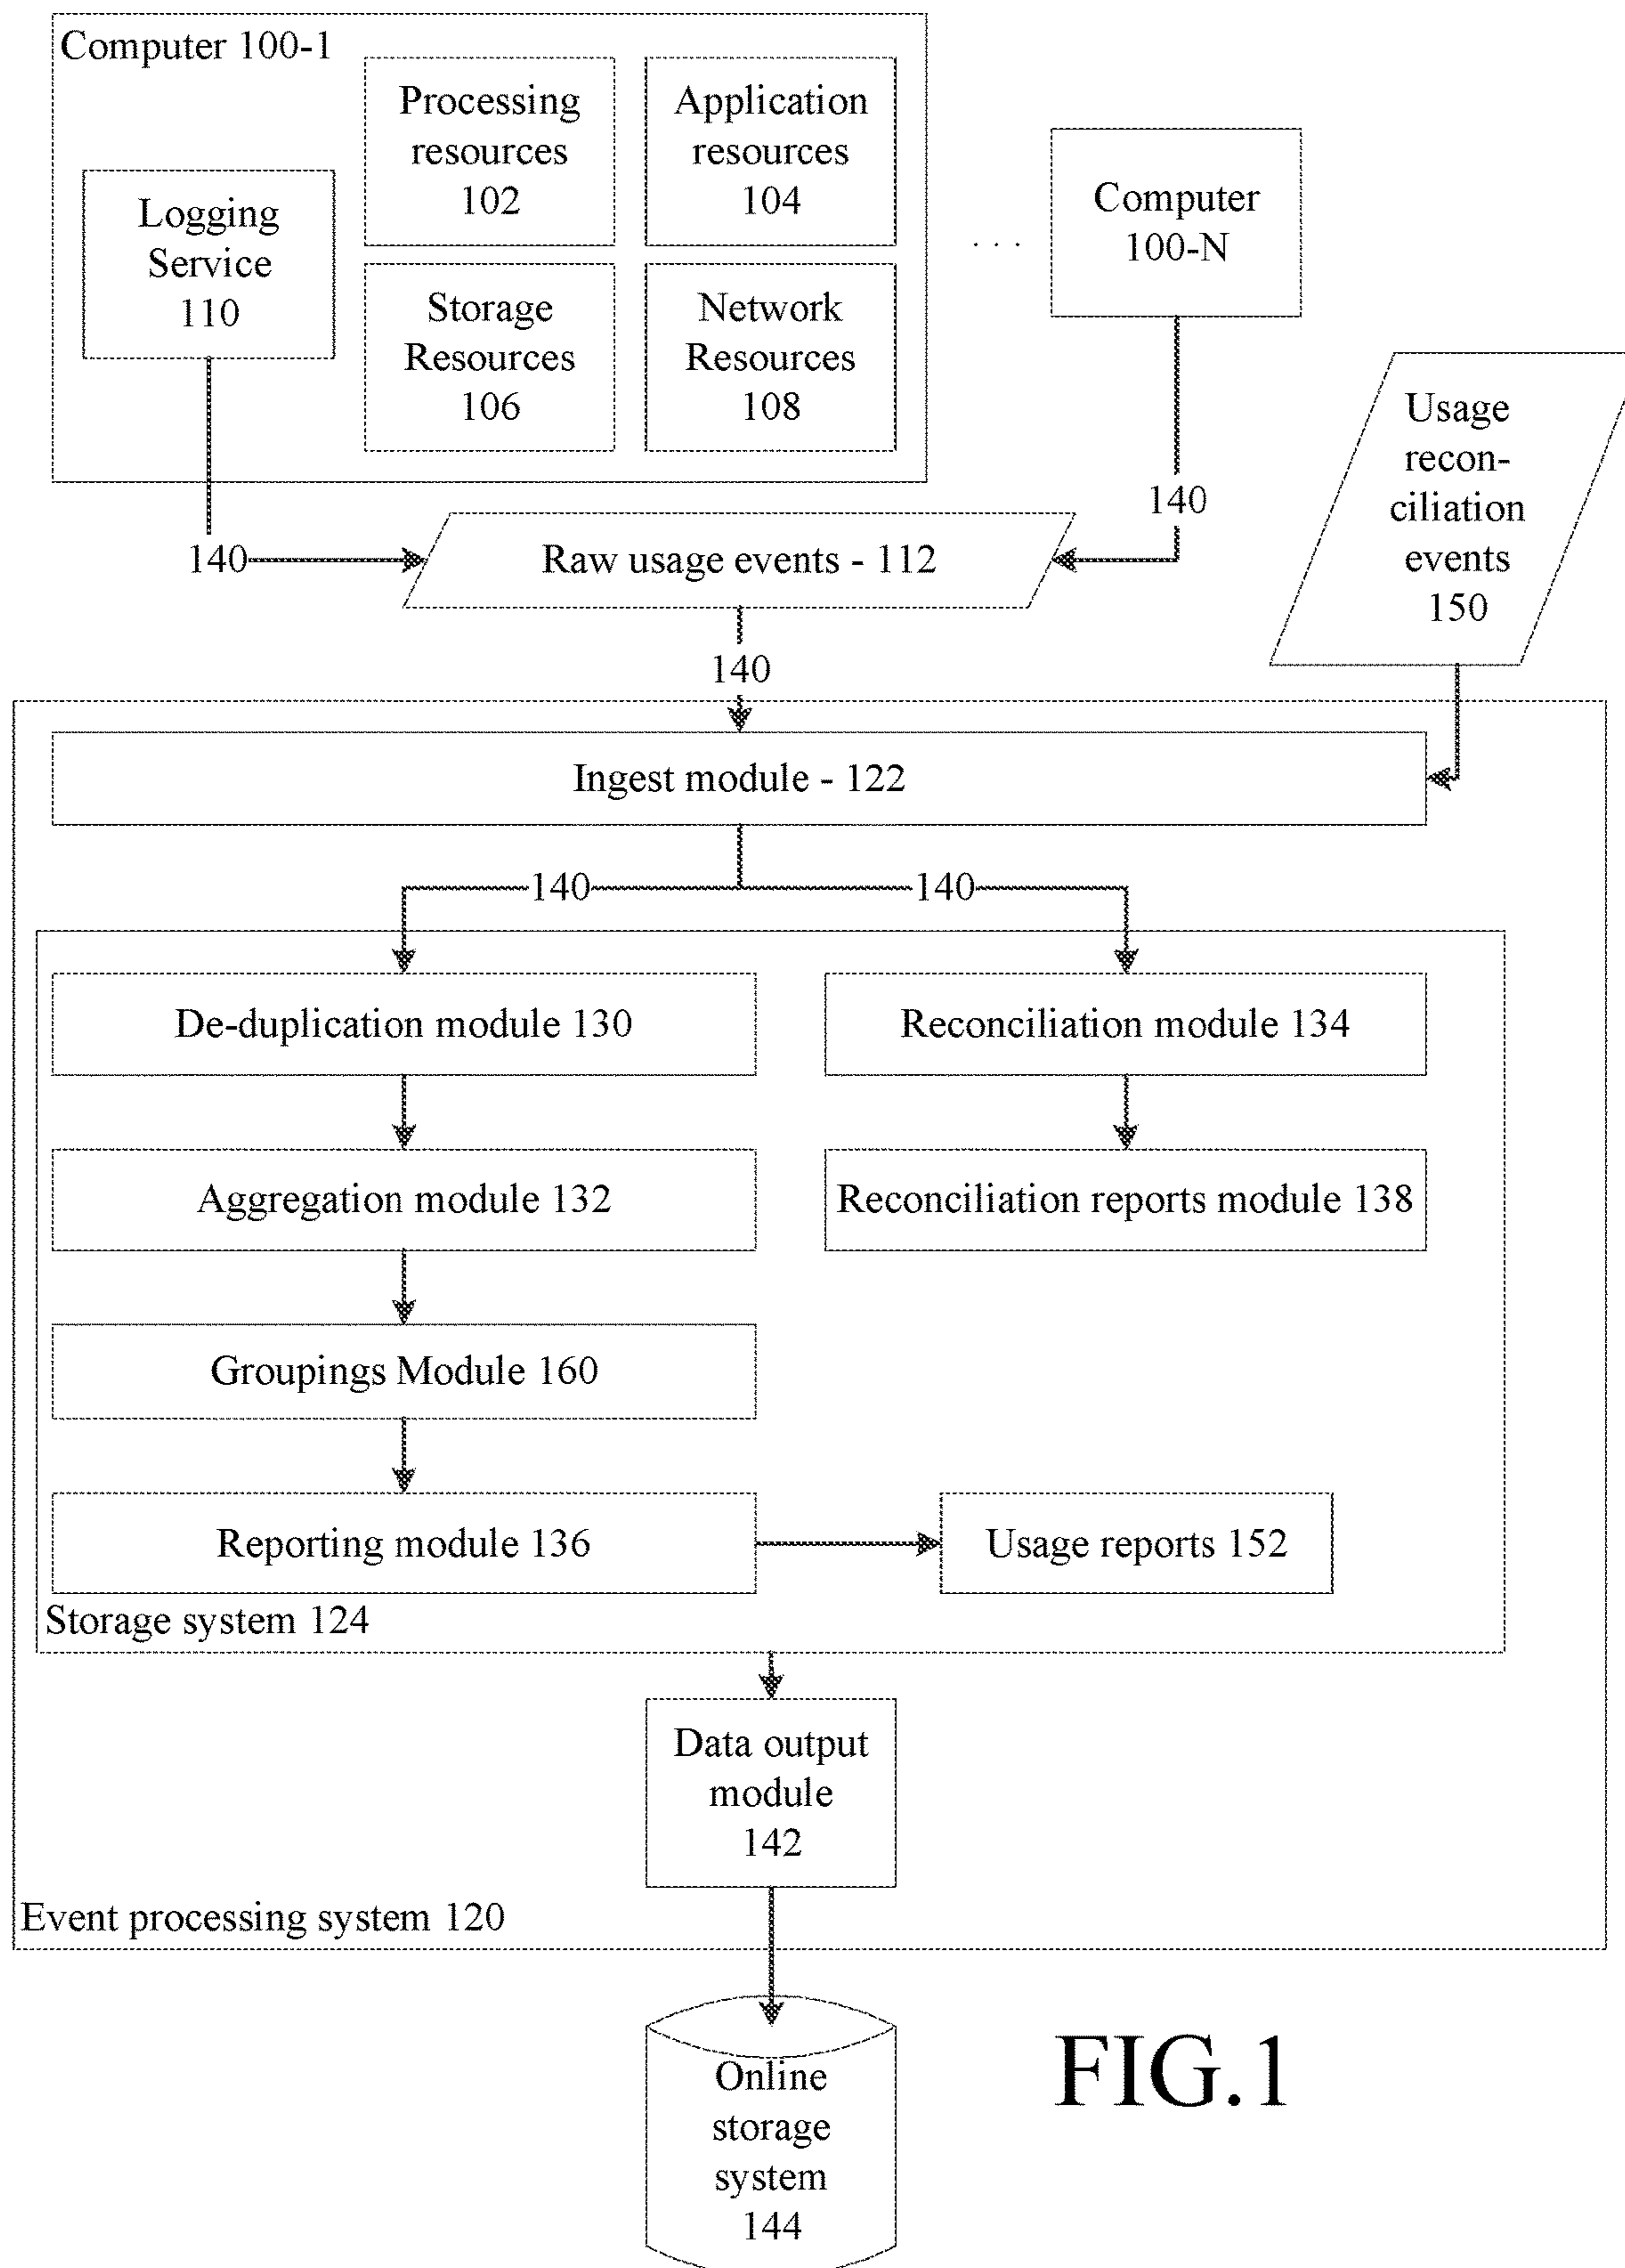 Computer 100-1
Processing
resources
102
Application
resources
104
Logging
Service
110
Storage
Resources
106
Network
Resources
108
. . .
Computer
100-N
Usage
recon-
ciliation
events
150
140
140
Raw usage events - 112
140
Ingest module - 122
140
140
De-duplication module 130
Reconciliation module 134
Aggregation module 132
Reconciliation reports module 138
Groupings Module 160
Reporting module 136
Usage reports 152
Storage system 124
Data output
module
142
Event processing system 120
Online
storage
system
144
FIG.1